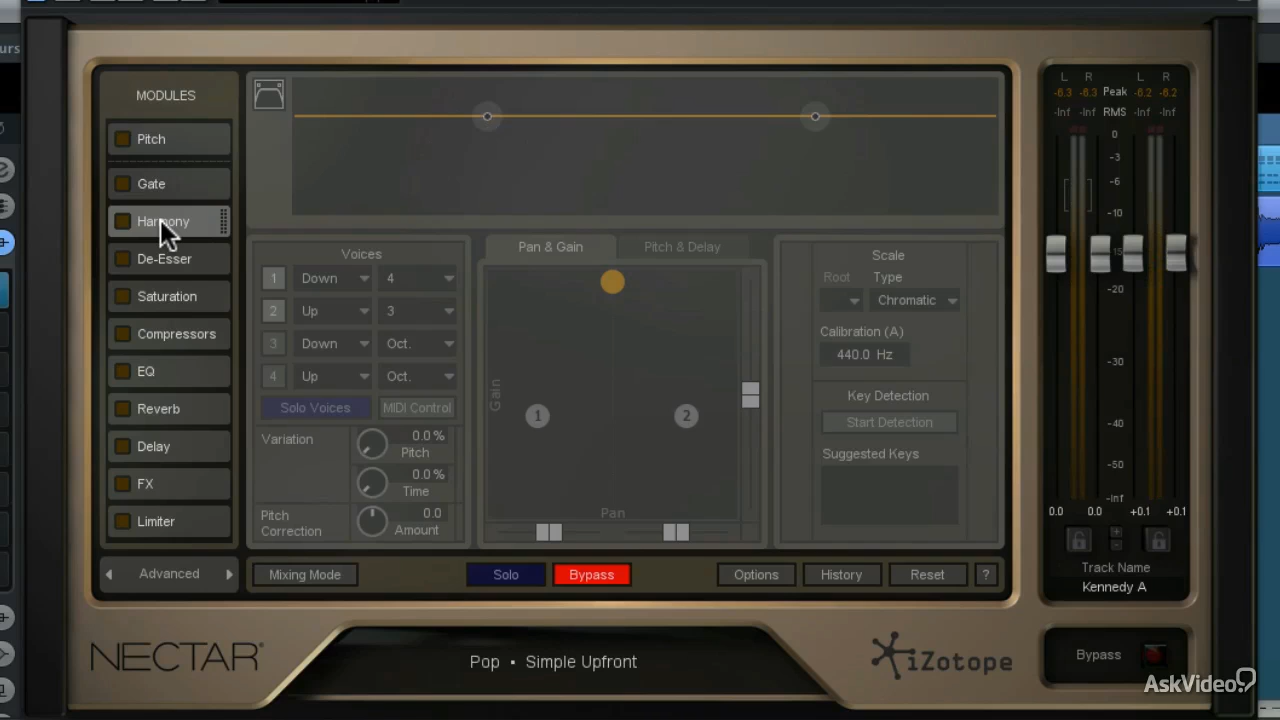 MODULES
Pitch
Gate
Harmony
De-Esser
Saturation
Compressors
EQ
Reverb
Delay
FX
Limiter
Advanced
Voices
1 Down 4
2 Up 3
3 Down Oct.
4 Up Oct.
Solo Voices MIDI Control
Variation
0.0 %
Pitch
0.0 %
Time
Pitch
Correction
0.0
Amount
Pan & Gain Pitch & Delay
Gain
1 2
Pan
Scale
Root Type
Chromatic
Calibration (A)
440.0 Hz
Key Detection
Start Detection
Suggested Keys
Mixing Mode Solo Bypass Options History Reset ?
L R L R
-6.3 -6.3 Peak -6.2 -6.2
-Inf -Inf RMS -Inf -Inf
0
-3
-6
-10
15
-20
-30
-40
-50
-Inf
0.0 0.0 +0.1 +0.1
+
-
Track Name
Kennedy A
NECTAR®
Pop • Simple Upfront
iZotope
Bypass
AskVideo